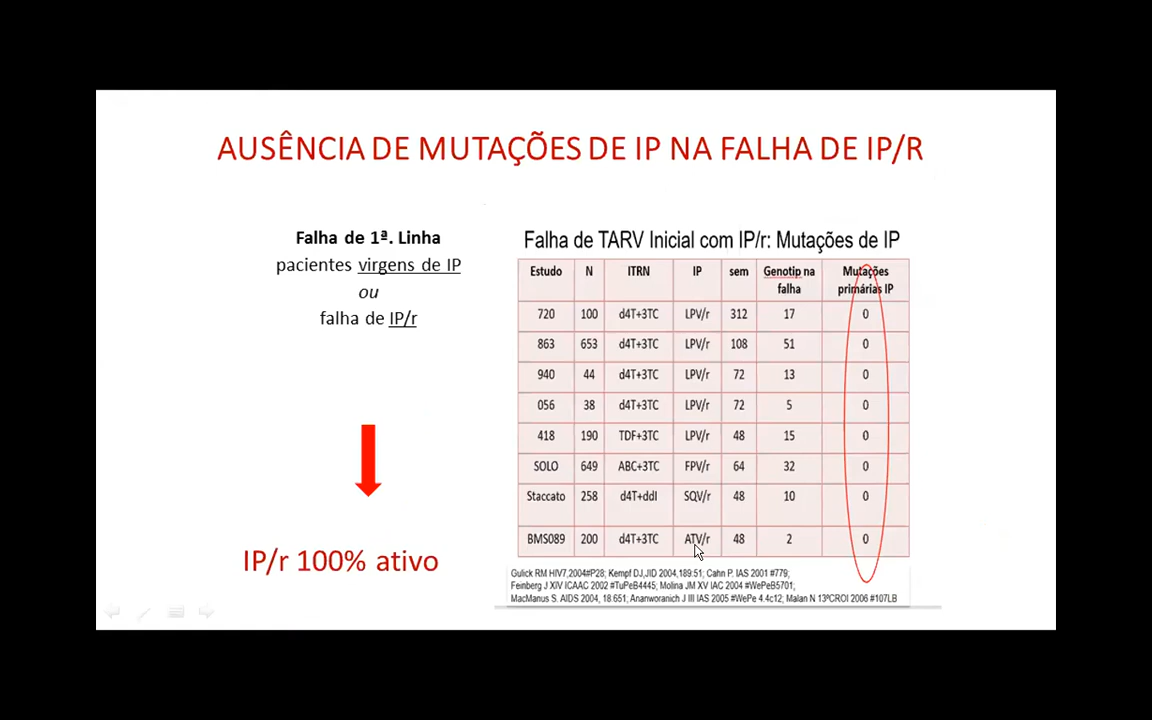 AUSÊNCIA DE MUTAÇÕES DE IP NA FALHA DE IP/R
Falha de 1ª. Linha
pacientes virgens de IP
ou
falha de IP/r
IP/r 100% ativo
Falha de TARV Inicial com IP/r: Mutações de IP
Estudo N ITRN IP sem Genotip na falha Mutações primárias IP
720 100 d4T+3TC LPV/r 312 17 0
863 653 d4T+3TC LPV/r 108 51 0
940 44 d4T+3TC LPV/r 72 13 0
056 38 d4T+3TC LPV/r 72 5 0
418 190 TDF+3TC LPV/r 48 15 0
SOLO 649 ABC+3TC FPV/r 64 32 0
Staccato 258 d4T+ddI SQV/r 48 10 0
BMS089 200 d4T+3TC ATV/r 48 2 0
Gulick RM HIV7,2004#P28; Kempf DJ,JID 2004,189:51; Cahn P. IAS 2001 #779;
Feinberg J XIV ICAAC 2002 #TuPeB4445; Molina JM XV IAC 2004 #WePeB5701;
MacManus S. AIDS 2004, 18:651; Ananworanich J III IAS 2005 #WePe 4.4c12; Malan N 13ºCROI 2006 #107LB